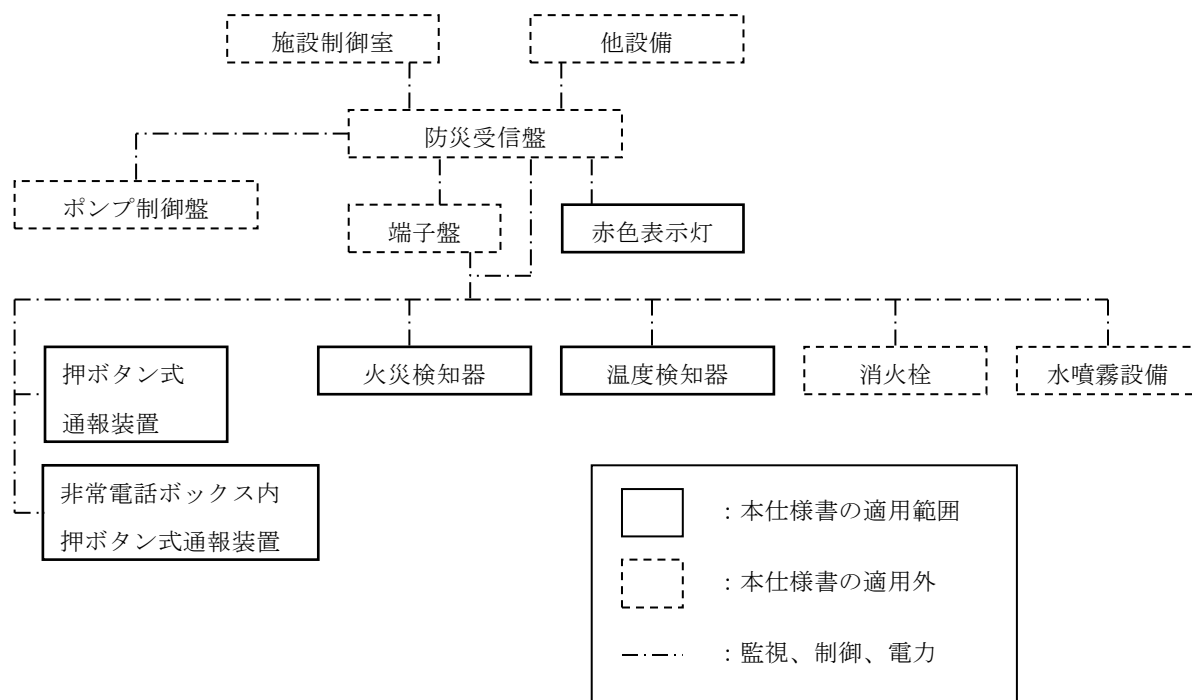 施設制御室
他設備
防災受信盤
ポンプ制御盤
端子盤
赤色表示灯
押ボタン式
通報装置
火災検知器
温度検知器
消火栓
水噴霧設備
非常電話ボックス内
押ボタン式通報装置
：本仕様書の適用範囲
：本仕様書の適用外
：監視、制御、電力